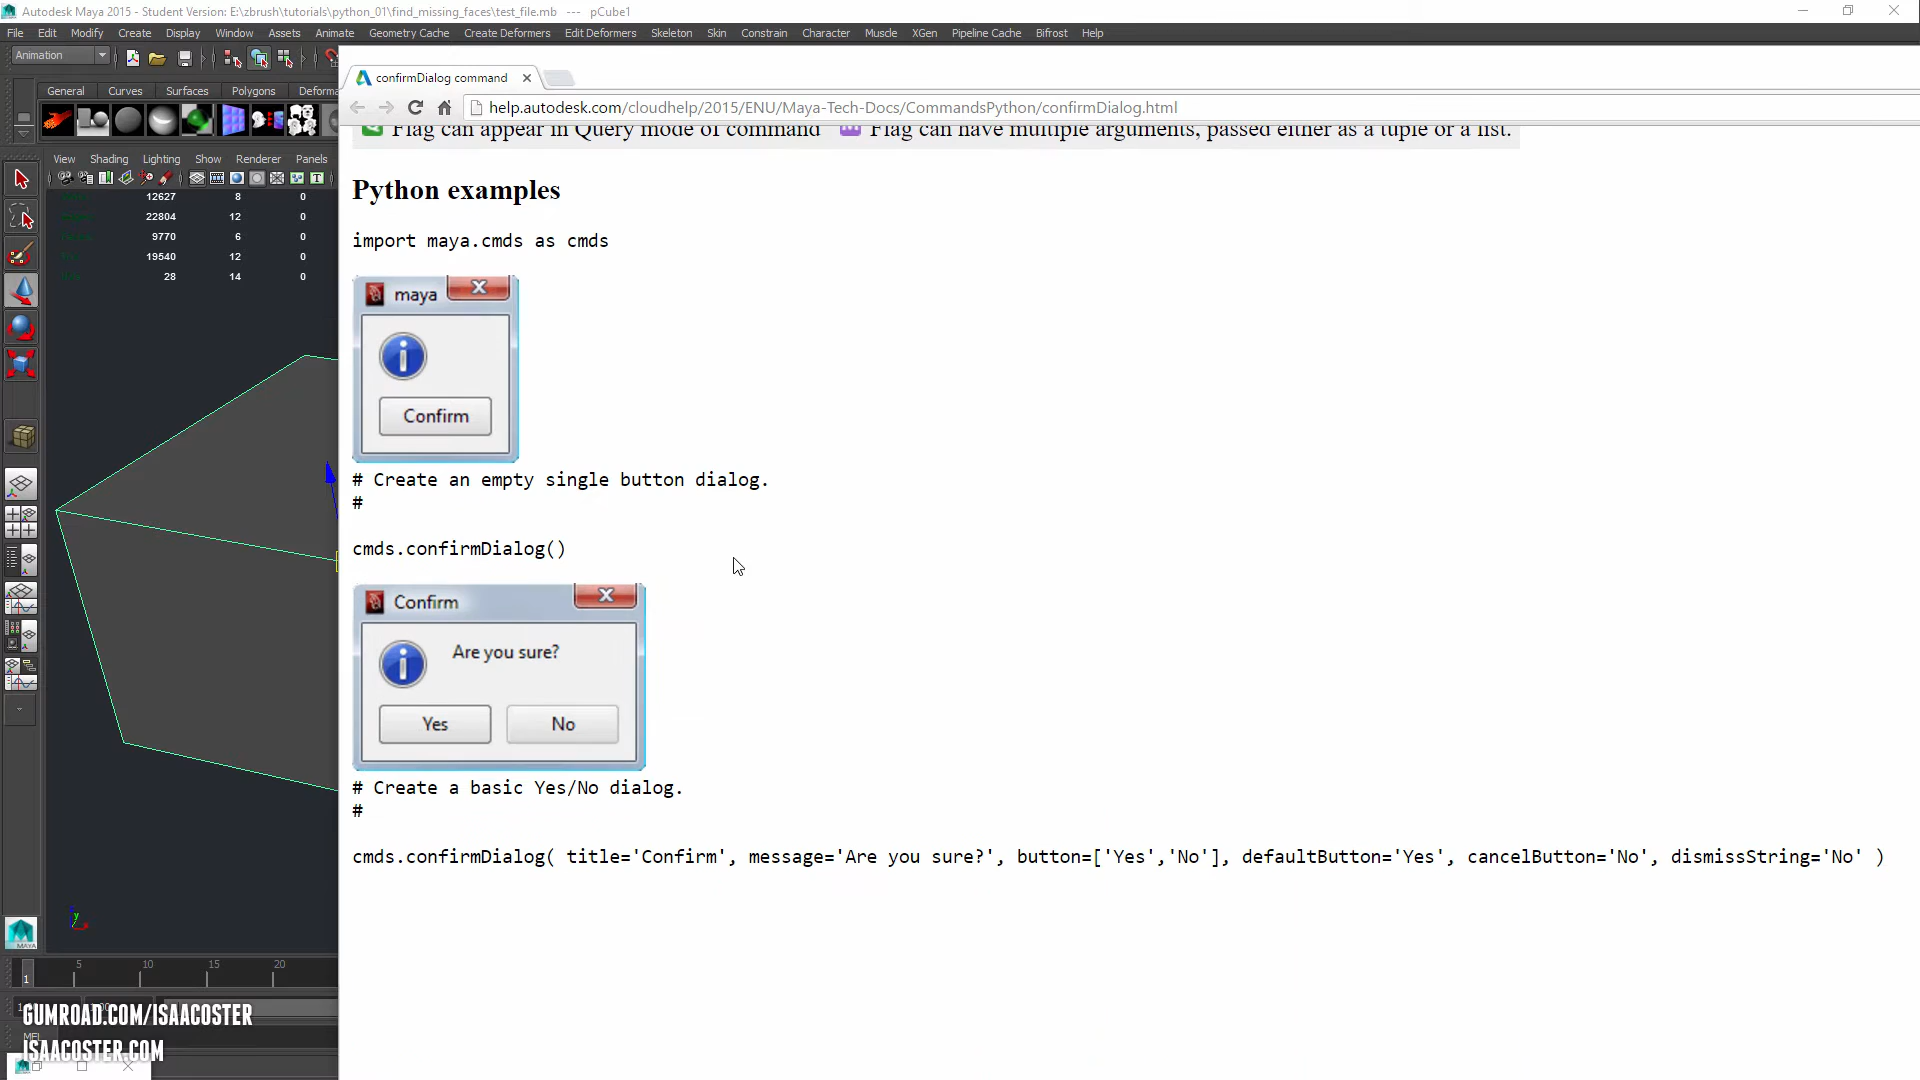 Autodesk Maya 2015 - Student Version: E:\zbrush\tutorials\python_01\find_missing_faces\test_file.mb --- pCube1
File Edit Modify Create Display Window Assets Animate Geometry Cache Create Deformers Edit Deformers Skeleton Skin Constrain Character Muscle XGen Pipeline Cache Bifrost Help
Animation
confirmDialog command
General Curves Surfaces Polygons Deforma
help.autodesk.com/cloudhelp/2015/ENU/Maya-Tech-Docs/CommandsPython/confirmDialog.html
Flag can appear in Query mode of command Flag can have multiple arguments, passed either as a tuple or a list.
View Shading Lighting Show Renderer Panels
12627 8 0
22804 12 0
9770 6 0
19540 12 0
28 14 0
Python examples
import maya.cmds as cmds
maya
Confirm
# Create an empty single button dialog.
#
cmds.confirmDialog()
Confirm
Are you sure?
Yes No
# Create a basic Yes/No dialog.
#
cmds.confirmDialog( title='Confirm', message='Are you sure?', button=['Yes','No'], defaultButton='Yes', cancelButton='No', dismissString='No' )
y
MAYA
1 5 10 15 20
GUMROAD.COM/ISAACOSTER
MEL
ISAACOSTER.COM